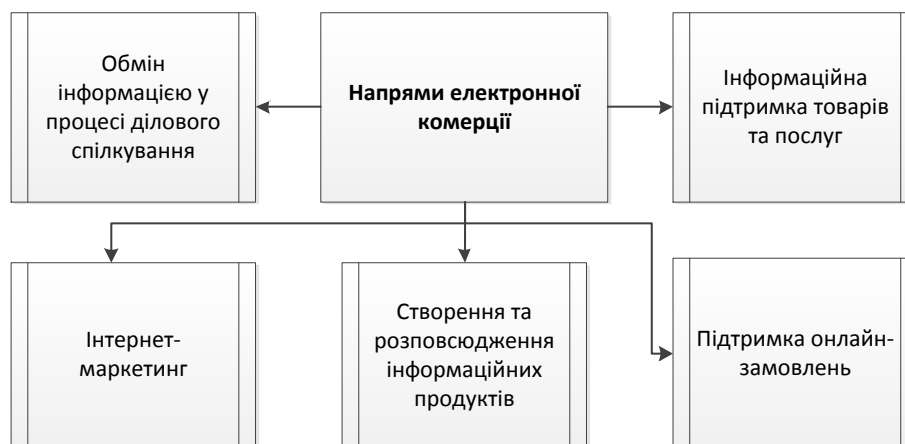 Обмін
інформацією у
процесі ділового
спілкування
Напрями електронної
комерції
Інформаційна
підтримка товарів
та послуг
Інтернет-
маркетинг
Створення та
розповсюдження
інформаційних
продуктів
Підтримка онлайн-
замовлень